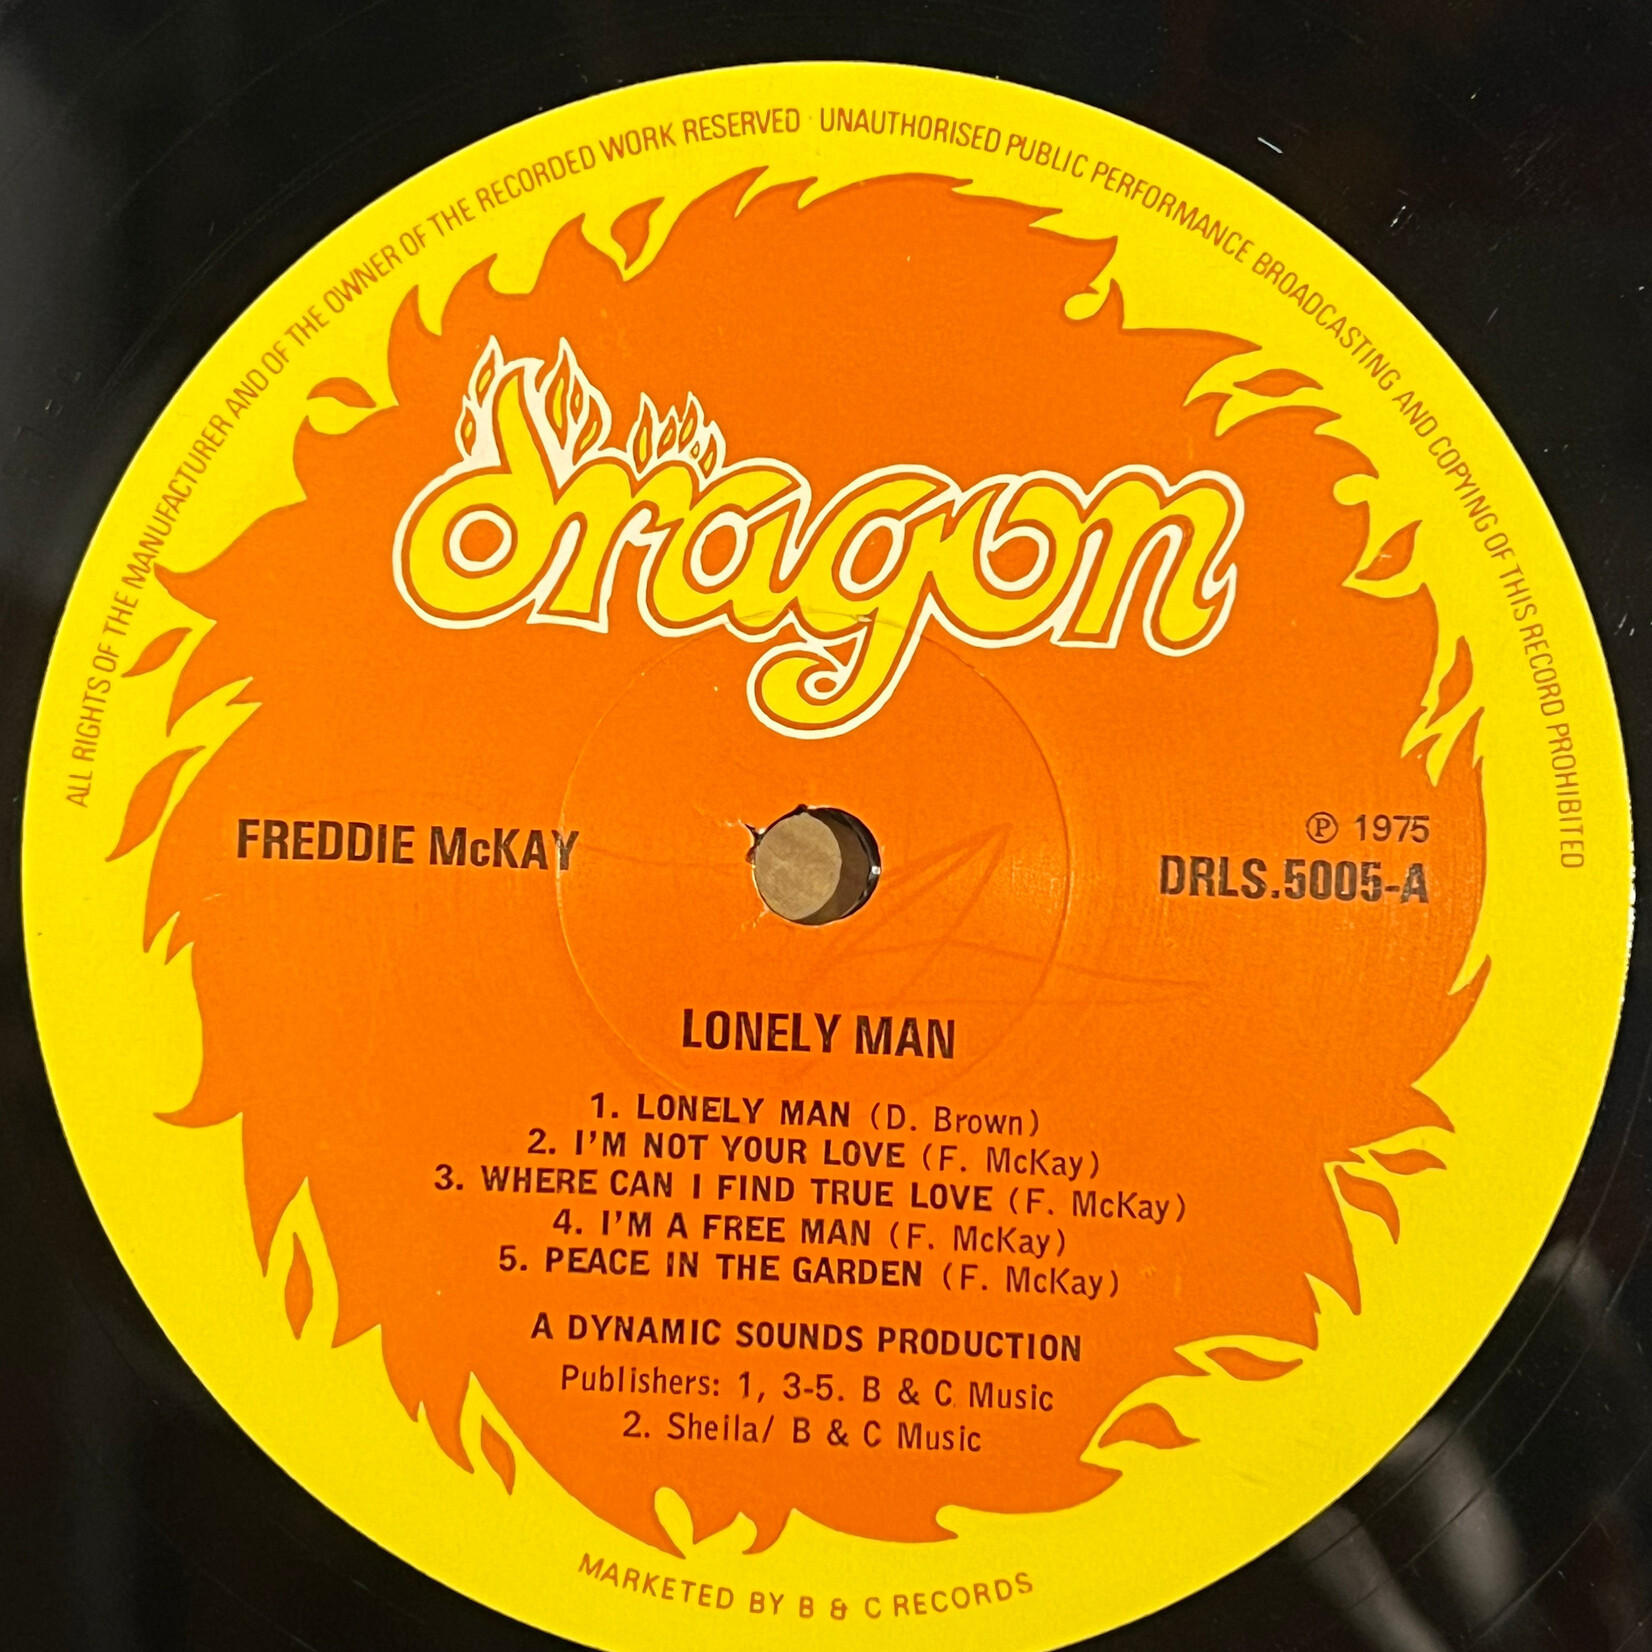 ALL RIGHTS OF THE MANUFACTURER AND OF THE OWNER OF THE RECORDED WORK RESERVED · UNAUTHORISED PUBLIC PERFORMANCE BROADCASTING AND COPYING OF THIS RECORD PROHIBITED
dragon
FREDDIE McKAY
℗ 1975
DRLS.5005-A
LONELY MAN
1. LONELY MAN (D. Brown)
2. I'M NOT YOUR LOVE (F. McKay)
3. WHERE CAN I FIND TRUE LOVE (F. McKay)
4. I'M A FREE MAN (F. McKay)
5. PEACE IN THE GARDEN (F. McKay)
A DYNAMIC SOUNDS PRODUCTION
Publishers: 1, 3-5. B & C Music
2. Sheila/ B & C Music
MARKETED BY B & C RECORDS